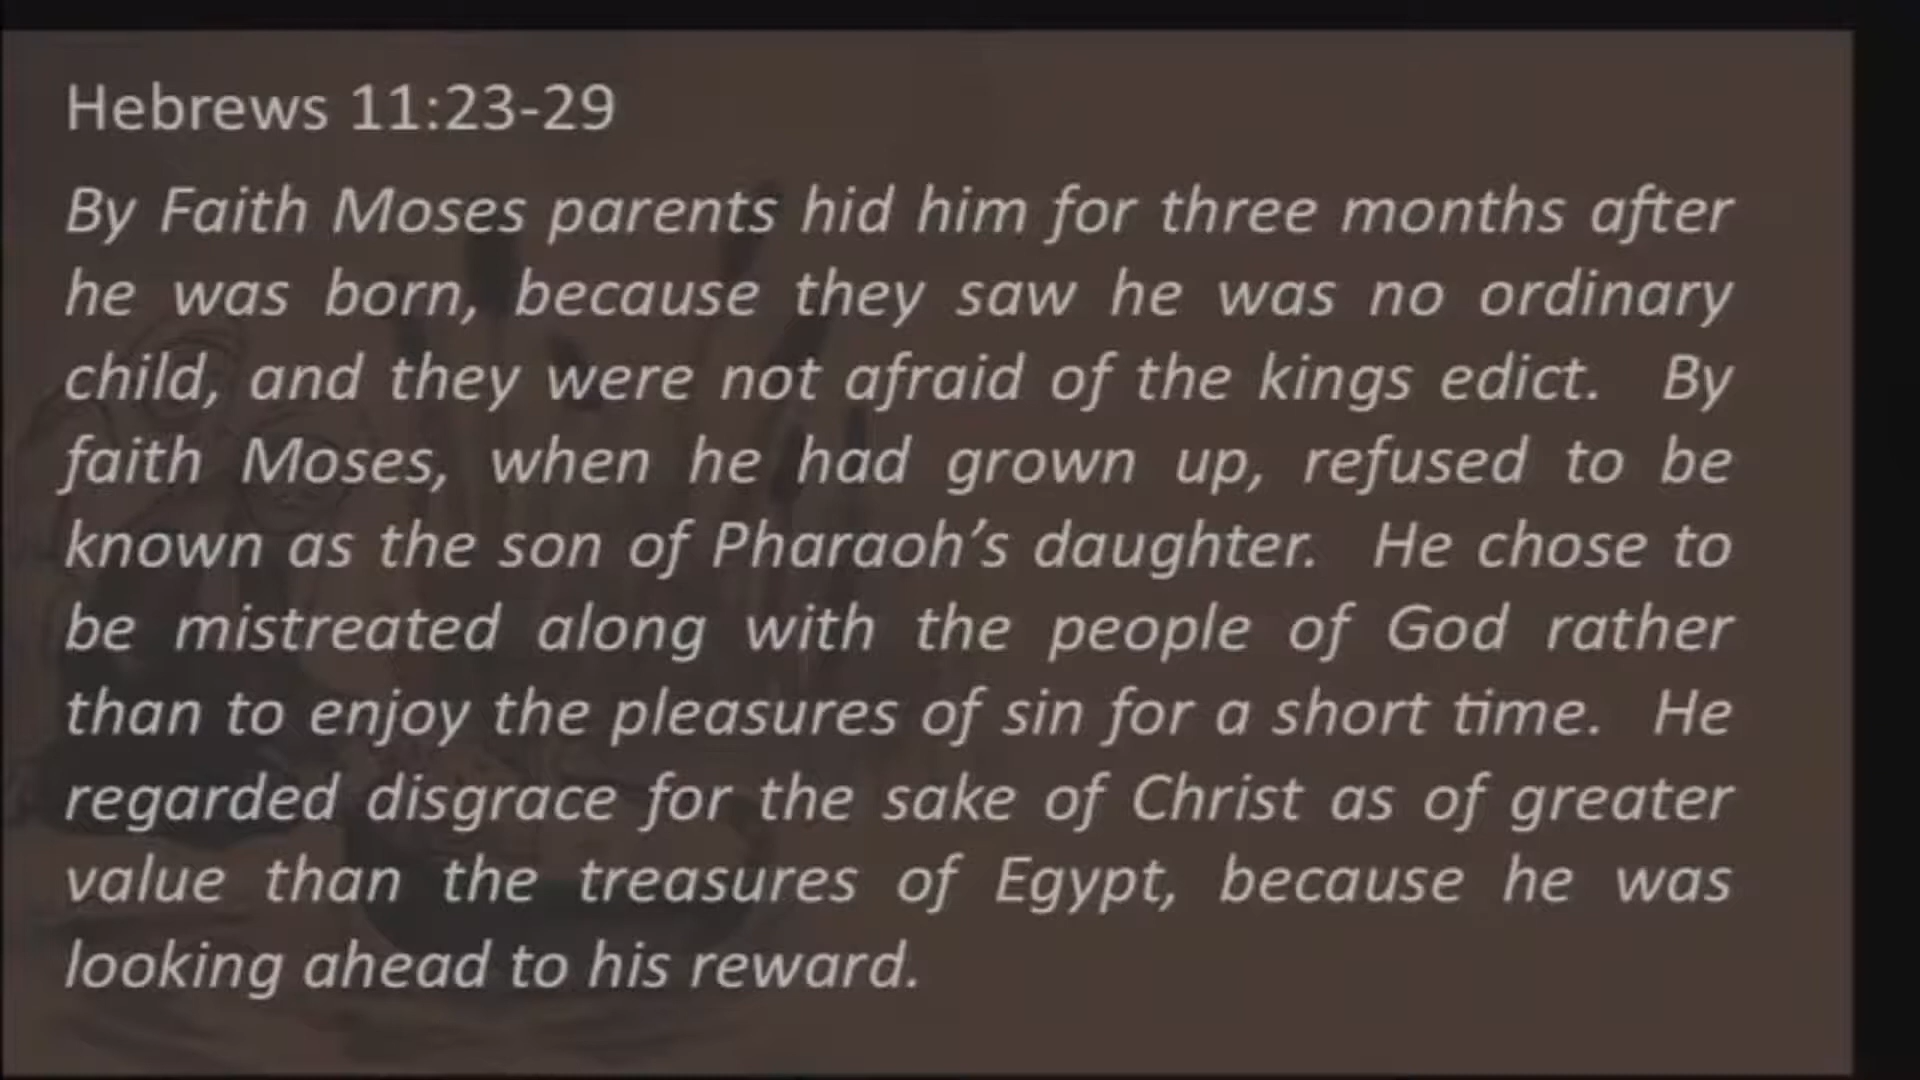 Hebrews 11:23-29
By Faith Moses parents hid him for three months after
he was born, because they saw he was no ordinary
child, and they were not afraid of the kings edict. By
faith Moses, when he had grown up, refused to be
known as the son of Pharaoh’s daughter. He chose to
be mistreated along with the people of God rather
than to enjoy the pleasures of sin for a short time. He
regarded disgrace for the sake of Christ as of greater
value than the treasures of Egypt, because he was
looking ahead to his reward.